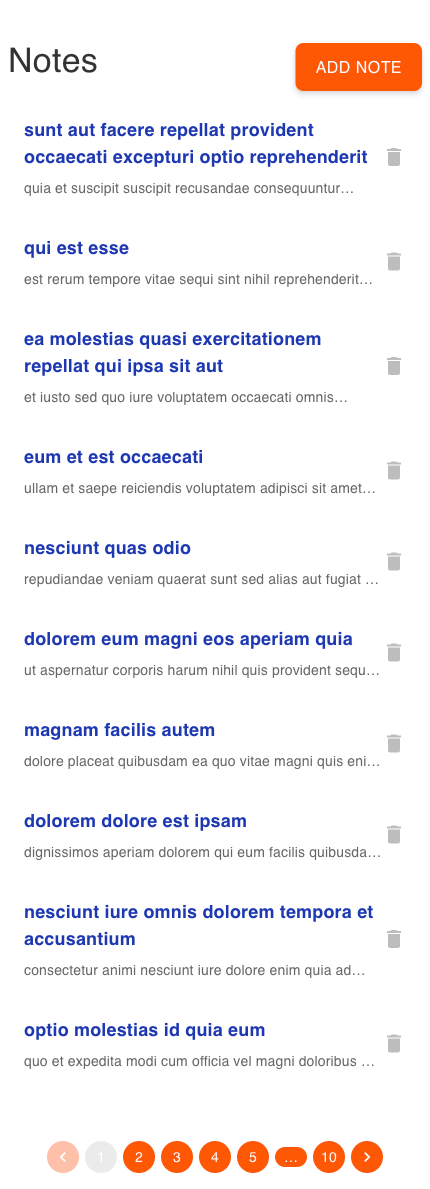 Notes
ADD NOTE
sunt aut facere repellat provident
occaecati excepturi optio reprehenderit
quia et suscipit suscipit recusandae consequuntur…
qui est esse
est rerum tempore vitae sequi sint nihil reprehenderit…
ea molestias quasi exercitationem
repellat qui ipsa sit aut
et iusto sed quo iure voluptatem occaecati omnis…
eum et est occaecati
ullam et saepe reiciendis voluptatem adipisci sit amet…
nesciunt quas odio
repudiandae veniam quaerat sunt sed alias aut fugiat …
dolorem eum magni eos aperiam quia
ut aspernatur corporis harum nihil quis provident sequ…
magnam facilis autem
dolore placeat quibusdam ea quo vitae magni quis eni…
dolorem dolore est ipsam
dignissimos aperiam dolorem qui eum facilis quibusda…
nesciunt iure omnis dolorem tempora et
accusantium
consectetur animi nesciunt iure dolore enim quia ad…
optio molestias id quia eum
quo et expedita modi cum officia vel magni doloribus …
1 2 3 4 5 … 10